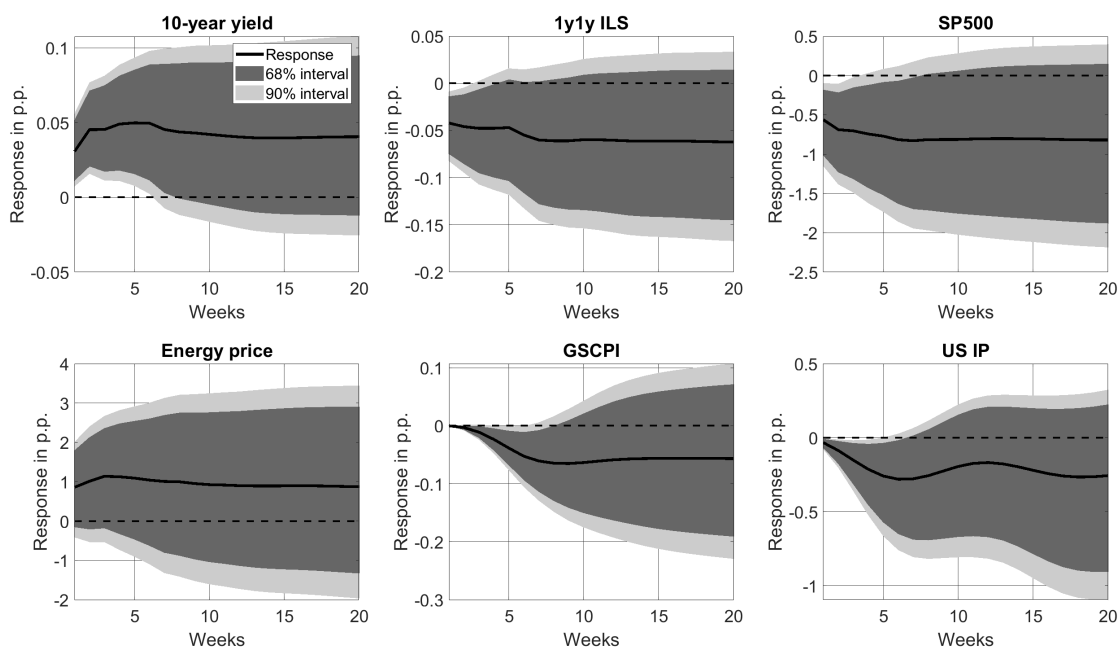 10-year yield
Response in p.p.
0.1
0.05
0
-0.05
5
10
15
20
Weeks
Response
68% interval
90% interval
1y1y ILS
Response in p.p.
0.05
0
-0.05
-0.1
-0.15
-0.2
5
10
15
20
Weeks
SP500
Response in p.p.
0.5
0
-0.5
-1
-1.5
-2
-2.5
5
10
15
20
Weeks
Energy price
Response in p.p.
4
3
2
1
0
-1
-2
5
10
15
20
Weeks
GSCPI
Response in p.p.
0.1
0
-0.1
-0.2
-0.3
5
10
15
20
Weeks
US IP
Response in p.p.
0.5
0
-0.5
-1
5
10
15
20
Weeks